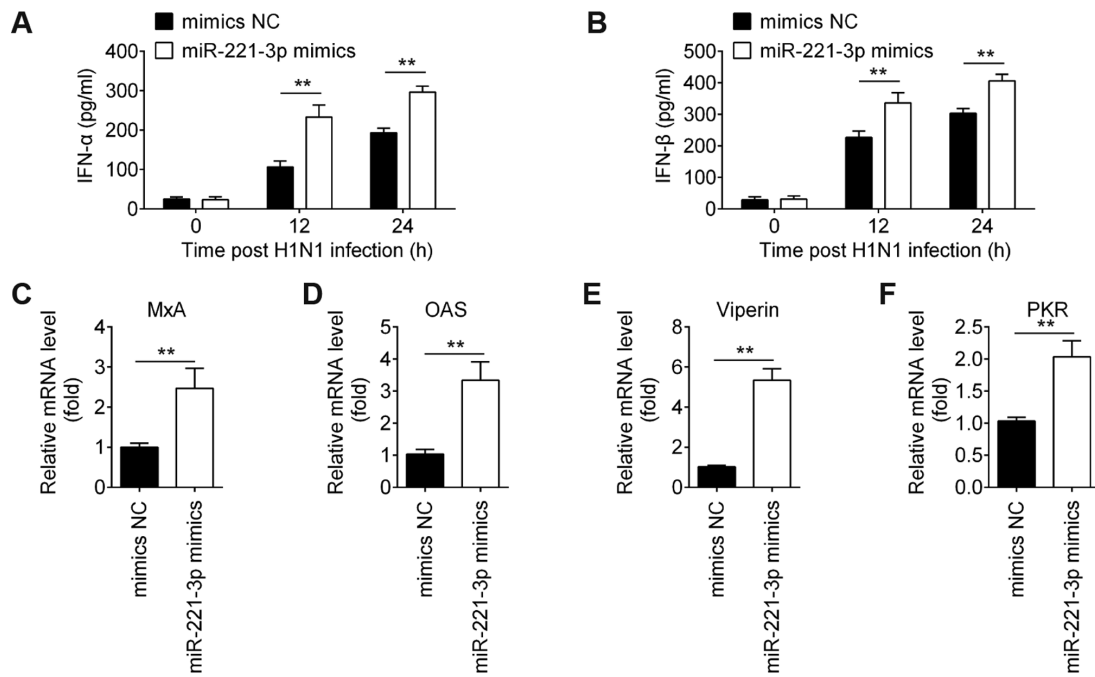 A
mimics NC
miR-221-3p mimics
IFN-α (pg/ml)
400
300
200
100
0
**
**
0
12
24
Time post H1N1 infection (h)
B
mimics NC
miR-221-3p mimics
IFN-β (pg/ml)
500
400
300
200
100
0
**
**
0
12
24
Time post H1N1 infection (h)
C
MxA
Relative mRNA level
(fold)
4
3
2
1
0
**
mimics NC
miR-221-3p mimics
D
OAS
Relative mRNA level
(fold)
5
4
3
2
1
0
**
mimics NC
miR-221-3p mimics
E
Viperin
Relative mRNA level
(fold)
8
6
4
2
0
**
mimics NC
miR-221-3p mimics
F
PKR
Relative mRNA level
(fold)
2.5
2.0
1.5
1.0
0.5
0.0
**
mimics NC
miR-221-3p mimics